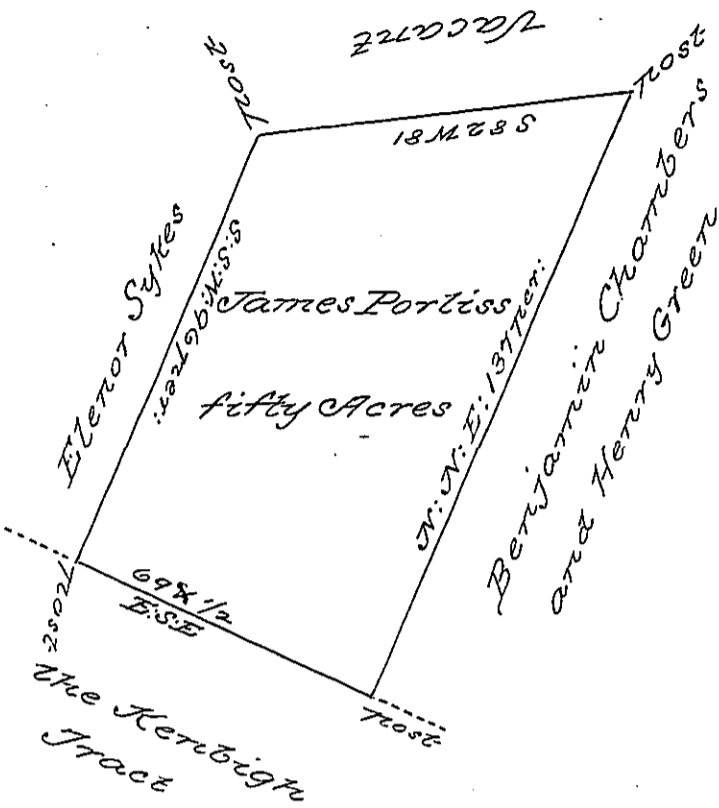 Vacant
post
post
S 82 W 81
Elenor Sykes
S:S:W:96 per:
James Porliss
fifty Acres
N:N:E:137 per:
Benjamin Chambers
and Henry Green
69 1/2
E:S:E
post
post
the Kenbigh
Tract